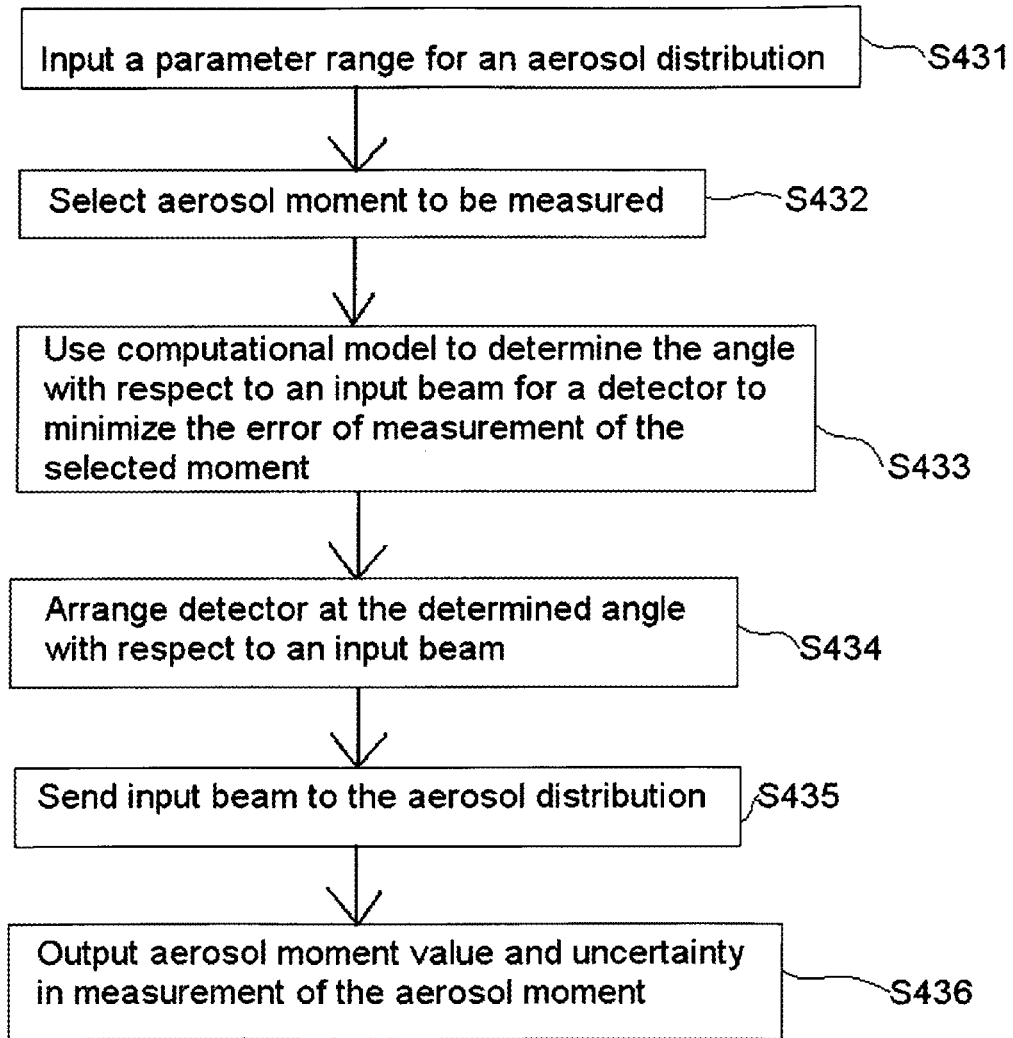 Input a parameter range for an aerosol distribution
S431
Select aerosol moment to be measured
S432
Use computational model to determine the angle
with respect to an input beam for a detector to
minimize the error of measurement of the
selected moment
S433
Arrange detector at the determined angle
with respect to an input beam
S434
Send input beam to the aerosol distribution
S435
Output aerosol moment value and uncertainty
in measurement of the aerosol moment
S436